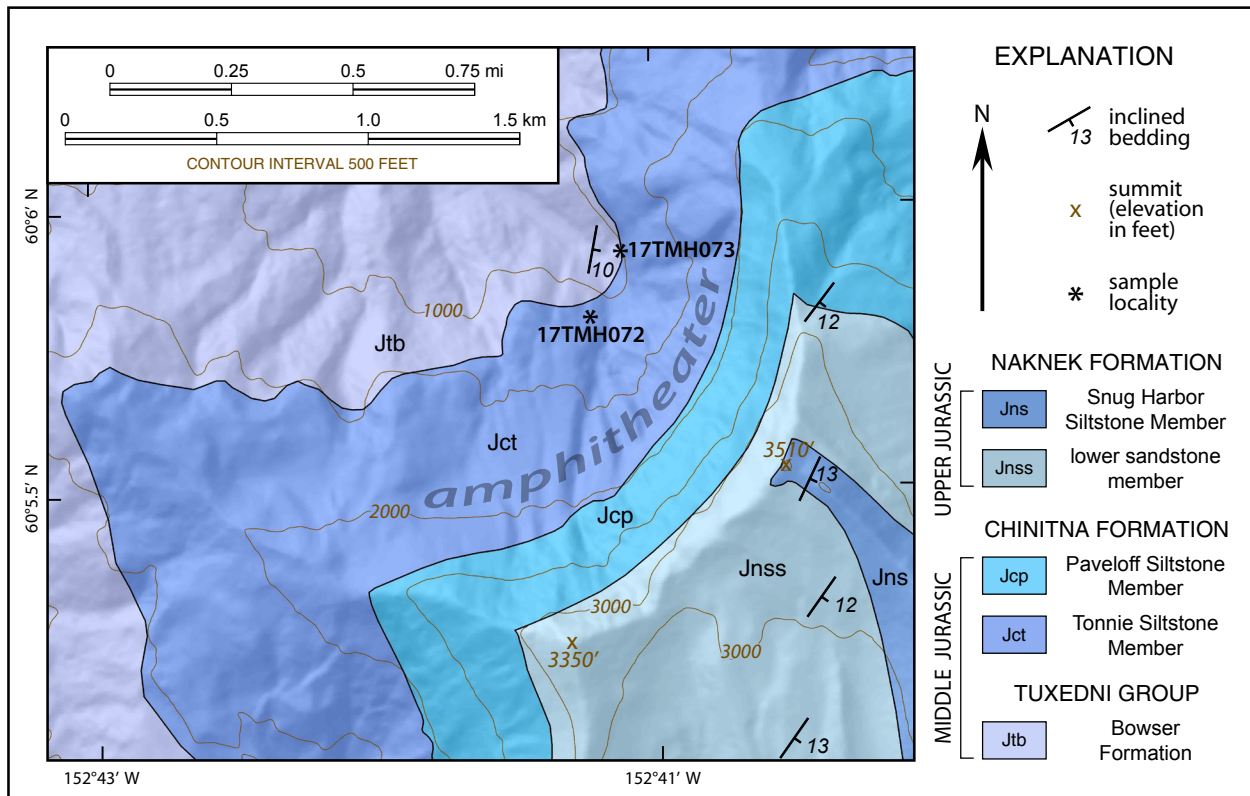 0 0.25 0.5 0.75 mi
0 0.5 1.0 1.5 km
CONTOUR INTERVAL 500 FEET
60°6' N
60°5.5' N
152°43' W
152°41' W
10
17TMH073
1000
17TMH072
Jtb
12
amphitheater
Jct
3510'
13
2000
Jcp
Jnss
Jns
3000
12
3350'
3000
13
EXPLANATION
N
13
inclined
bedding
x
summit
(elevation
in feet)
*
sample
locality
UPPER JURASSIC
NAKNEK FORMATION
Jns
Snug Harbor
Siltstone Member
Jnss
lower sandstone
member
MIDDLE JURASSIC
CHINITNA FORMATION
Jcp
Paveloff Siltstone
Member
Jct
Tonnie Siltstone
Member
TUXEDNI GROUP
Jtb
Bowser
Formation